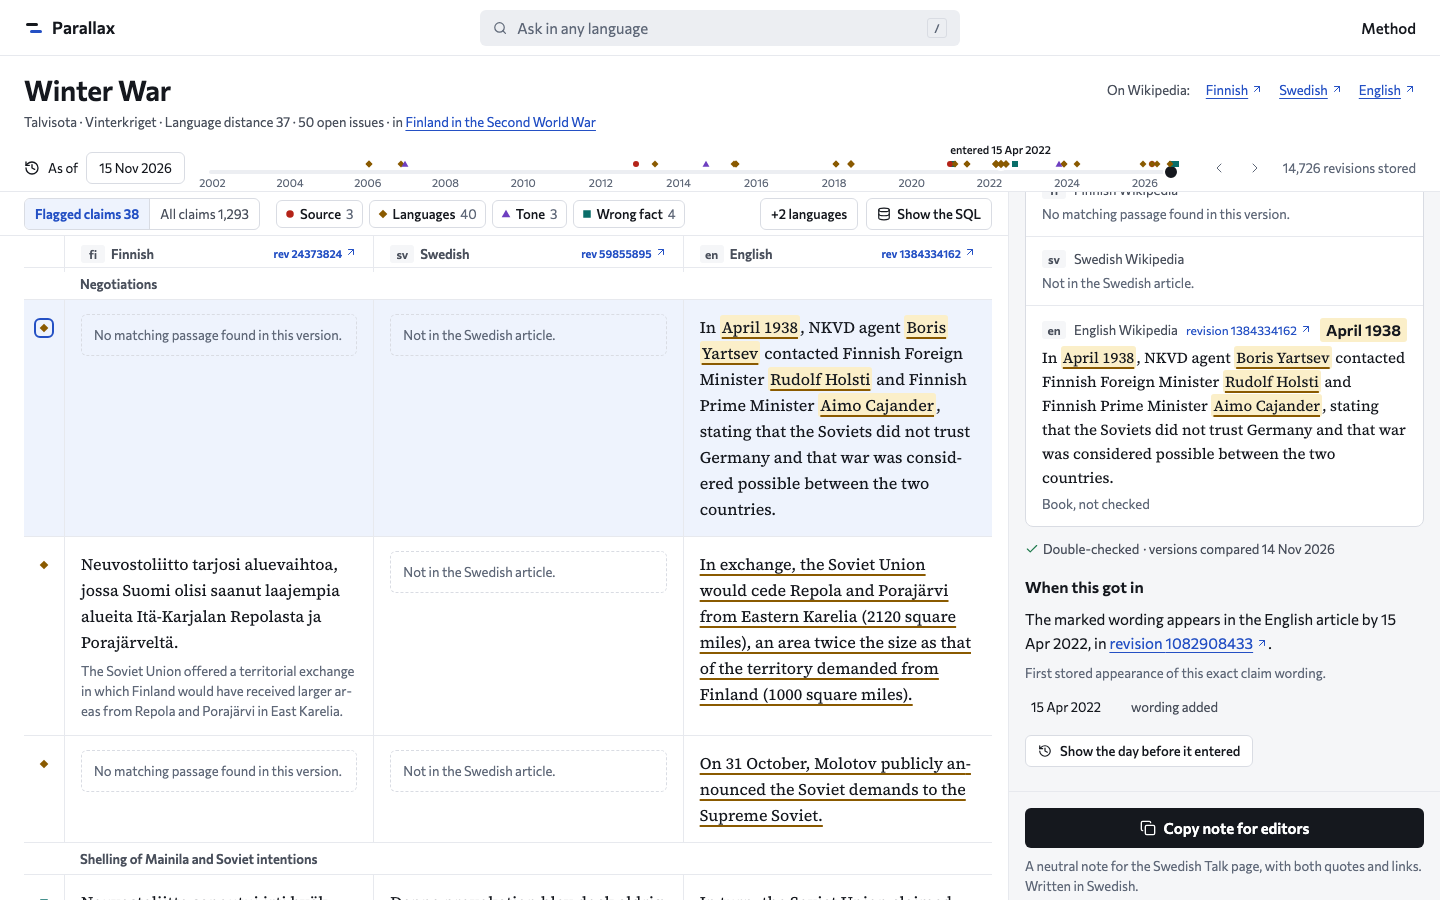 Parallax
Ask in any language
/
Method
Winter War
On Wikipedia: Finnish Swedish English
Talvisota · Vinterkriget · Language distance 37 · 50 open issues · in Finland in the Second World War
entered 15 Apr 2022
As of 15 Nov 2026
14,726 revisions stored
2002 2004 2006 2008 2010 2012 2014 2016 2018 2020 2022 2024 2026
Flagged claims 38
All claims 1,293
Source 3
Languages 40
Tone 3
Wrong fact 4
+2 languages
Show the SQL
fi Finnish rev 24373824
sv Swedish rev 59855895
en English rev 1384334162
Negotiations
No matching passage found in this version.
Not in the Swedish article.
In April 1938, NKVD agent Boris
Yartsev contacted Finnish Foreign
Minister Rudolf Holsti and Finnish
Prime Minister Aimo Cajander,
stating that the Soviets did not trust
Germany and that war was consid-
ered possible between the two
countries.
Neuvostoliitto tarjosi aluevaihtoa,
jossa Suomi olisi saanut laajempia
alueita Itä-Karjalan Repolasta ja
Porajärveltä.
The Soviet Union offered a territorial exchange
in which Finland would have received larger ar-
eas from Repola and Porajärvi in East Karelia.
Not in the Swedish article.
In exchange, the Soviet Union
would cede Repola and Porajärvi
from Eastern Karelia (2120 square
miles), an area twice the size as that
of the territory demanded from
Finland (1000 square miles).
No matching passage found in this version.
Not in the Swedish article.
On 31 October, Molotov publicly an-
nounced the Soviet demands to the
Supreme Soviet.
Shelling of Mainila and Soviet intentions
No matching passage found in this version.
sv Swedish Wikipedia
Not in the Swedish article.
en English Wikipedia revision 1384334162 April 1938
In April 1938, NKVD agent Boris Yartsev contacted
Finnish Foreign Minister Rudolf Holsti and
Finnish Prime Minister Aimo Cajander, stating
that the Soviets did not trust Germany and that war
was considered possible between the two
countries.
Book, not checked
Double-checked · versions compared 14 Nov 2026
When this got in
The marked wording appears in the English article by 15
Apr 2022, in revision 1082908433.
First stored appearance of this exact claim wording.
15 Apr 2022 wording added
Show the day before it entered
Copy note for editors
A neutral note for the Swedish Talk page, with both quotes and links.
Written in Swedish.